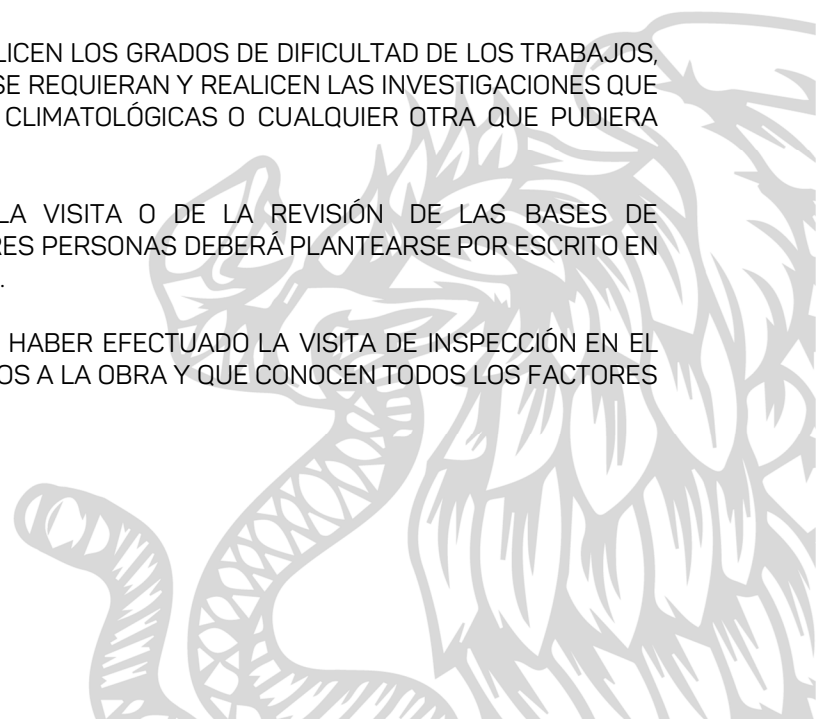 LICEN LOS GRADOS DE DIFICULTAD DE LOS TRABAJOS,
SE REQUIERAN Y REALICEN LAS INVESTIGACIONES QUE
CLIMATOLÓGICAS O CUALQUIER OTRA QUE PUDIERA
LA VISITA O DE LA REVISIÓN DE LAS BASES DE
RES PERSONAS DEBERÁ PLANTEARSE POR ESCRITO EN
.
HABER EFECTUADO LA VISITA DE INSPECCIÓN EN EL
OS A LA OBRA Y QUE CONOCEN TODOS LOS FACTORES